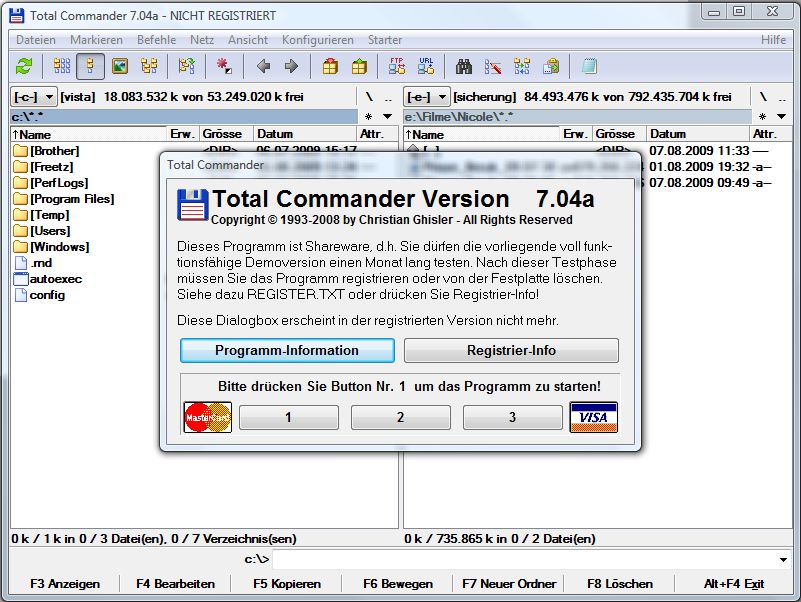 Total Commander 7.04a - NICHT REGISTRIERT
Dateien Markieren Befehle Netz Ansicht Konfigurieren Starter Hilfe
FTP URL
[-c-] [vista] 18.083.532 k von 53.249.020 k frei \ ..
[-e-] [sicherung] 84.493.476 k von 792.435.704 k frei \ ..
c:\*.* * 
e:\Filme\Nicole\*.* *
↑Name Erw. Grösse Datum Attr.
↑Name Erw. Grösse Datum Attr.
[Brother] <DIR> 06.07.2009 15:17
[Freetz]
[PerfLogs]
[Program Files]
[Temp]
[Users]
[Windows]
.rnd
autoexec
config
[..] <DIR> 07.08.2009 11:33 ----
01.08.2009 19:32 -a--
07.08.2009 09:49 -a--
Total Commander
Total Commander Version 7.04a
Copyright © 1993-2008 by Christian Ghisler - All Rights Reserved
Dieses Programm ist Shareware, d.h. Sie dürfen die vorliegende voll funk-
tionsfähige Demoversion einen Monat lang testen. Nach dieser Testphase
müssen Sie das Programm registrieren oder von der Festplatte löschen.
Siehe dazu REGISTER.TXT oder drücken Sie Registrier-Info!
Diese Dialogbox erscheint in der registrierten Version nicht mehr.
Programm-Information Registrier-Info
Bitte drücken Sie Button Nr. 1 um das Programm zu starten!
MasterCard 1 2 3 VISA
0 k / 1 k in 0 / 3 Datei(en), 0 / 7 Verzeichnis(sen)
0 k / 735.865 k in 0 / 2 Datei(en)
c:\>
F3 Anzeigen F4 Bearbeiten F5 Kopieren F6 Bewegen F7 Neuer Ordner F8 Löschen Alt+F4 Exit